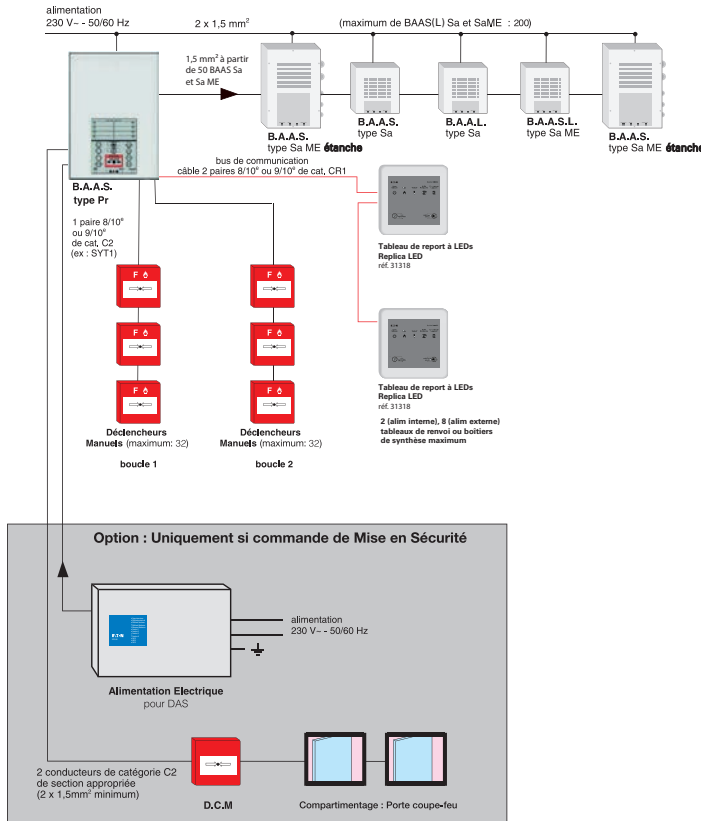 alimentation
230 V~ - 50/60 Hz
2 x 1,5 mm²
(maximum de BAAS(L) Sa et SaME : 200)
1,5 mm² à partir
de 50 BAAS Sa
et Sa ME
B.A.A.S.
type Sa ME étanche
B.A.A.S.
type Sa
B.A.A.L.
type Sa
B.A.A.S.L.
type Sa ME
B.A.A.S.
type Sa ME étanche
B.A.A.S.
type Pr
bus de communication
câble 2 paires 8/10° ou 9/10° de cat, CR1
1 paire 8/10°
ou 9/10°
de cat, C2
(ex : SYT1)
Tableau de report à LEDs
Replica LED
réf. 31318
F
F
F
F
F
F
Tableau de report à LEDs
Replica LED
réf. 31318
2 (alim interne), 8 (alim externe)
tableaux de renvoi ou boîtiers
de synthèse maximum
Déclencheurs
Manuels (maximum: 32)
boucle 1
Déclencheurs
Manuels (maximum: 32)
boucle 2
Option : Uniquement si commande de Mise en Sécurité
EATON
alimentation
230 V~ - 50/60 Hz
Alimentation Electrique
pour DAS
2 conducteurs de catégorie C2
de section appropriée
(2 x 1,5mm² minimum)
D.C.M
Compartimentage : Porte coupe-feu